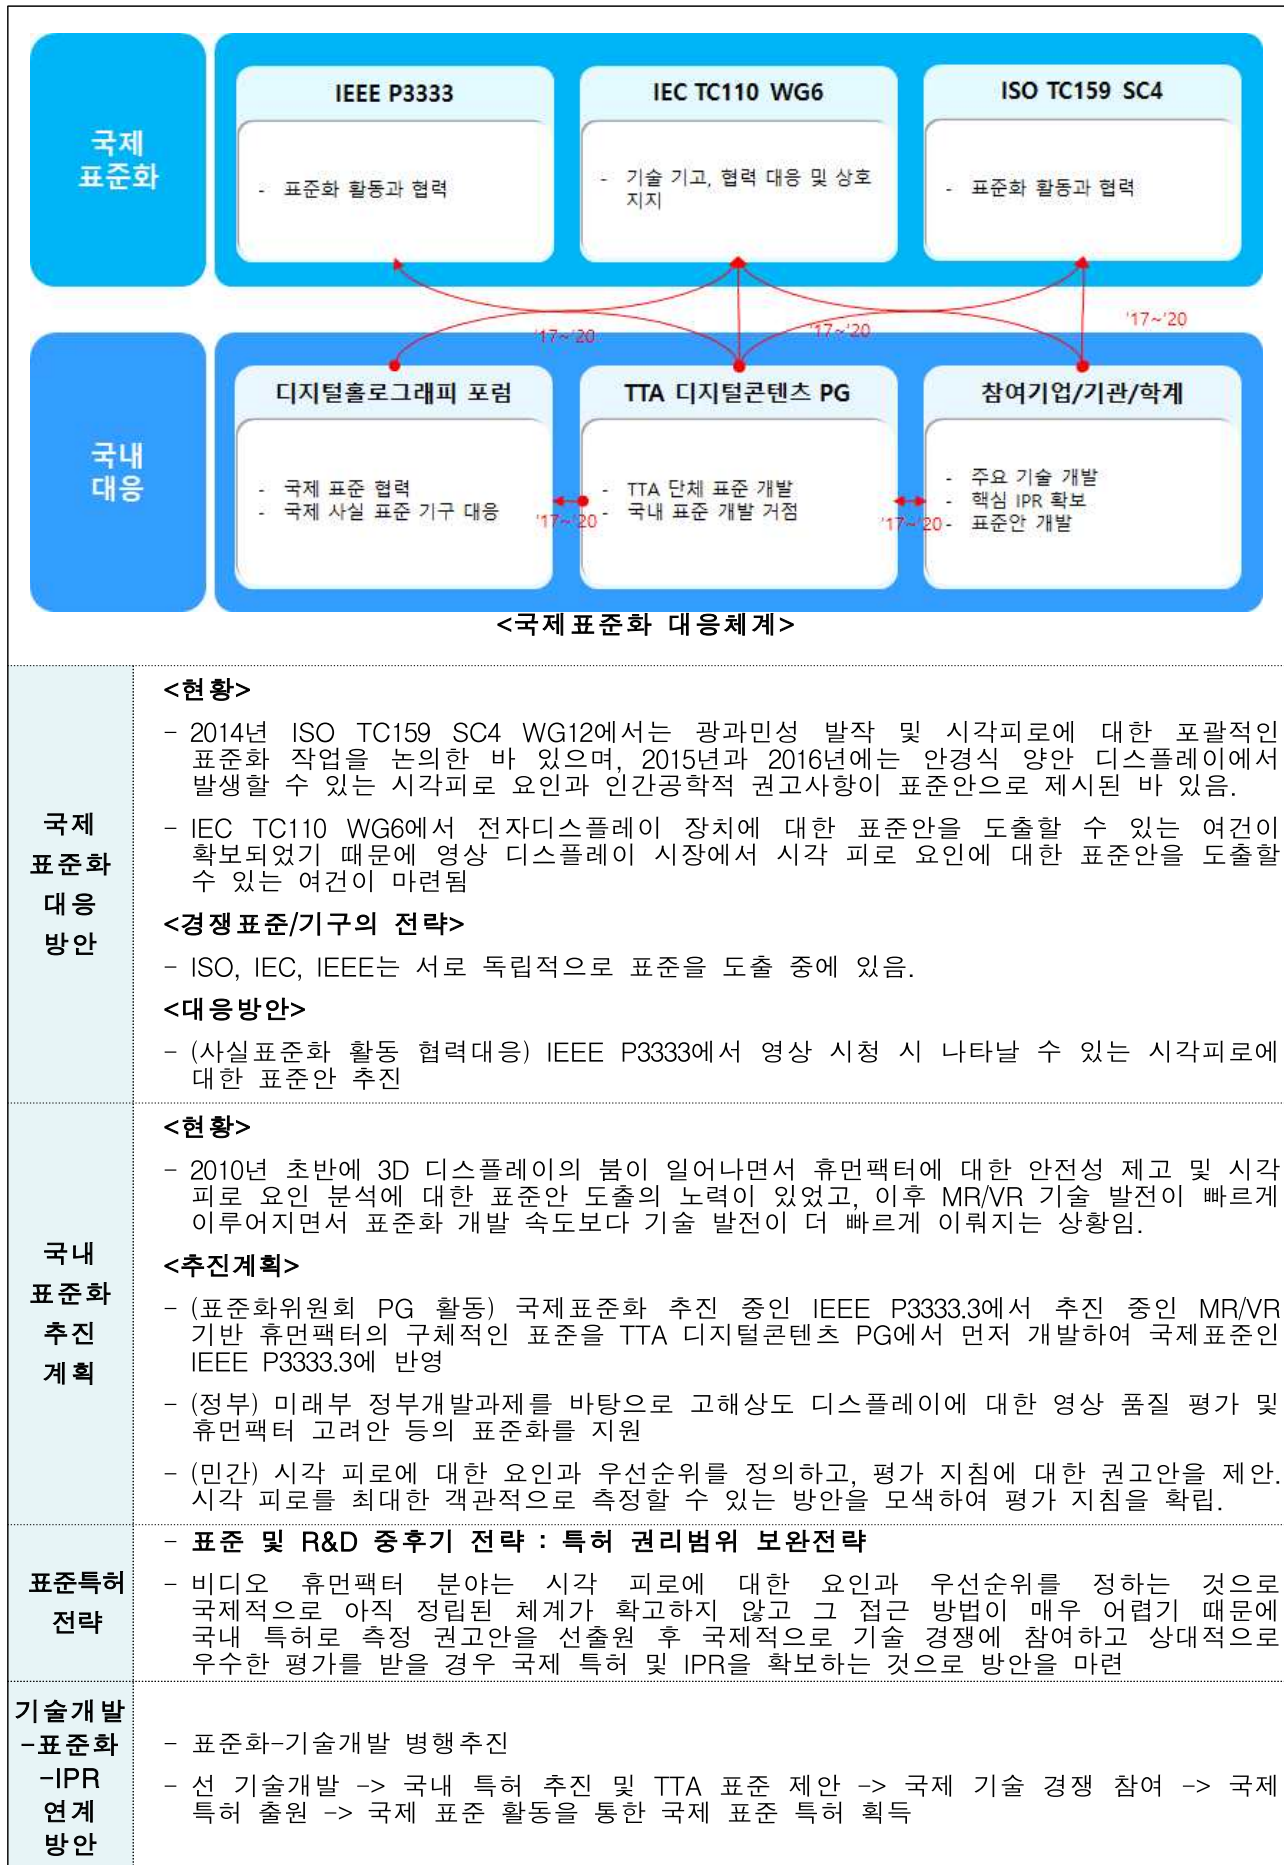 국제
표준화
IEEE P3333
- 표준화 활동과 협력
IEC TC110 WG6
- 기술 기고, 협력 대응 및 상호
지지
ISO TC159 SC4
- 표준화 활동과 협력
'17~'20
'17~'20
'17~'20
국내
대응
디지털홀로그래피 포럼
- 국제 표준 협력
- 국제 사실 표준 기구 대응
'17~'20
TTA 디지털콘텐츠 PG
- TTA 단체 표준 개발
- 국내 표준 개발 거점
'17~'20
참여기업/기관/학계
- 주요 기술 개발
- 핵심 IPR 확보
- 표준안 개발
<국제표준화 대응체계>
국제
표준화
대응
방안
<현황>
- 2014년 ISO TC159 SC4 WG12에서는 광과민성 발작 및 시각피로에 대한 포괄적인
표준화 작업을 논의한 바 있으며, 2015년과 2016년에는 안경식 양안 디스플레이에서
발생할 수 있는 시각피로 요인과 인간공학적 권고사항이 표준안으로 제시된 바 있음.
- IEC TC110 WG6에서 전자디스플레이 장치에 대한 표준안을 도출할 수 있는 여건이
확보되었기 때문에 영상 디스플레이 시장에서 시각 피로 요인에 대한 표준안을 도출할
수 있는 여건이 마련됨
<경쟁표준/기구의 전략>
- ISO, IEC, IEEE는 서로 독립적으로 표준을 도출 중에 있음.
<대응방안>
- (사실표준화 활동 협력대응) IEEE P3333에서 영상 시청 시 나타날 수 있는 시각피로에
대한 표준안 추진
국내
표준화
추진
계획
<현황>
- 2010년 초반에 3D 디스플레이의 붐이 일어나면서 휴먼팩터에 대한 안전성 제고 및 시각
피로 요인 분석에 대한 표준안 도출의 노력이 있었고, 이후 MR/VR 기술 발전이 빠르게
이루어지면서 표준화 개발 속도보다 기술 발전이 더 빠르게 이뤄지는 상황임.
<추진계획>
- (표준화위원회 PG 활동) 국제표준화 추진 중인 IEEE P3333.3에서 추진 중인 MR/VR
기반 휴먼팩터의 구체적인 표준을 TTA 디지털콘텐츠 PG에서 먼저 개발하여 국제표준인
IEEE P3333.3에 반영
- (정부) 미래부 정부개발과제를 바탕으로 고해상도 디스플레이에 대한 영상 품질 평가 및
휴먼팩터 고려안 등의 표준화를 지원
- (민간) 시각 피로에 대한 요인과 우선순위를 정의하고, 평가 지침에 대한 권고안을 제안.
시각 피로를 최대한 객관적으로 측정할 수 있는 방안을 모색하여 평가 지침을 확립.
표준특허
전략
- 표준 및 R&D 중후기 전략 : 특허 권리범위 보완전략
- 비디오 휴먼팩터 분야는 시각 피로에 대한 요인과 우선순위를 정하는 것으로
국제적으로 아직 정립된 체계가 확고하지 않고 그 접근 방법이 매우 어렵기 때문에
국내 특허로 측정 권고안을 선출원 후 국제적으로 기술 경쟁에 참여하고 상대적으로
우수한 평가를 받을 경우 국제 특허 및 IPR을 확보하는 것으로 방안을 마련
기술개발
-표준화
-IPR
연계
방안
- 표준화-기술개발 병행추진
- 선 기술개발 -> 국내 특허 추진 및 TTA 표준 제안 -> 국제 기술 경쟁 참여 -> 국제
특허 출원 -> 국제 표준 활동을 통한 국제 표준 특허 획득